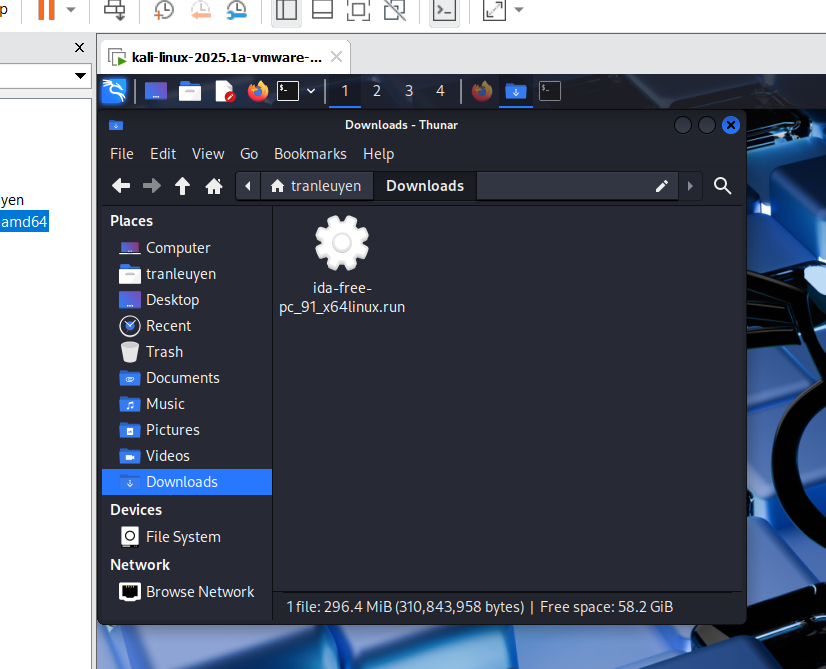 p
kali-linux-2025.1a-vmware-...
1 2 3 4
Downloads - Thunar
File Edit View Go Bookmarks Help
tranleuyen Downloads
yen
amd64
Places
Computer
tranleuyen
Desktop
Recent
Trash
Documents
Music
Pictures
Videos
Downloads
Devices
File System
Network
Browse Network
ida-free-
pc_91_x64linux.run
1 file: 296.4 MiB (310,843,958 bytes) | Free space: 58.2 GiB